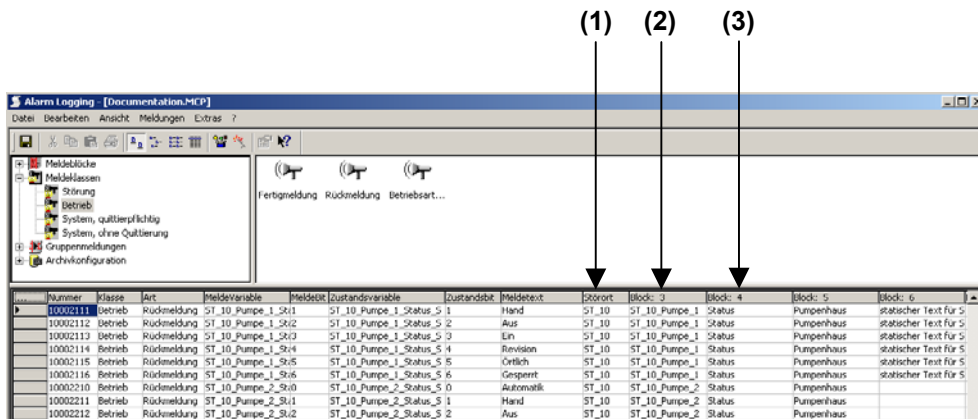 (1) (2) (3)
Alarm Logging - [Documentation.MCP]
Datei Bearbeiten Ansicht Meldungen Extras ?
Meldeblöcke
Meldeklassen
Störung
Betrieb
System, quittierpflichtig
System, ohne Quittierung
Gruppenmeldungen
Archivkonfiguration
Fertigmeldung Rückmeldung Betriebsart...
... Nummer Klasse Art MeldeVariable MeldeBit Zustandsvariable Zustandsbit Meldetext Störort Block: 3 Block: 4 Block: 5 Block: 6
10002111 Betrieb Rückmeldung ST_10_Pumpe_1_St 1 ST_10_Pumpe_1_Status_S 1 Hand ST_10 ST_10_Pumpe_1 Status Pumpenhaus statischer Text für S
10002112 Betrieb Rückmeldung ST_10_Pumpe_1_St 2 ST_10_Pumpe_1_Status_S 2 Aus ST_10 ST_10_Pumpe_1 Status Pumpenhaus statischer Text für S
10002113 Betrieb Rückmeldung ST_10_Pumpe_1_St 3 ST_10_Pumpe_1_Status_S 3 Ein ST_10 ST_10_Pumpe_1 Status Pumpenhaus statischer Text für S
10002114 Betrieb Rückmeldung ST_10_Pumpe_1_St 4 ST_10_Pumpe_1_Status_S 4 Revision ST_10 ST_10_Pumpe_1 Status Pumpenhaus statischer Text für S
10002115 Betrieb Rückmeldung ST_10_Pumpe_1_St 5 ST_10_Pumpe_1_Status_S 5 Örtlich ST_10 ST_10_Pumpe_1 Status Pumpenhaus statischer Text für S
10002116 Betrieb Rückmeldung ST_10_Pumpe_1_St 6 ST_10_Pumpe_1_Status_S 6 Gesperrt ST_10 ST_10_Pumpe_1 Status Pumpenhaus statischer Text für S
10002210 Betrieb Rückmeldung ST_10_Pumpe_2_St 0 ST_10_Pumpe_2_Status_S 0 Automatik ST_10 ST_10_Pumpe_2 Status Pumpenhaus
10002211 Betrieb Rückmeldung ST_10_Pumpe_2_St 1 ST_10_Pumpe_2_Status_S 1 Hand ST_10 ST_10_Pumpe_2 Status Pumpenhaus
10002212 Betrieb Rückmeldung ST_10_Pumpe_2_St 2 ST_10_Pumpe_2_Status_S 2 Aus ST_10 ST_10_Pumpe_2 Status Pumpenhaus